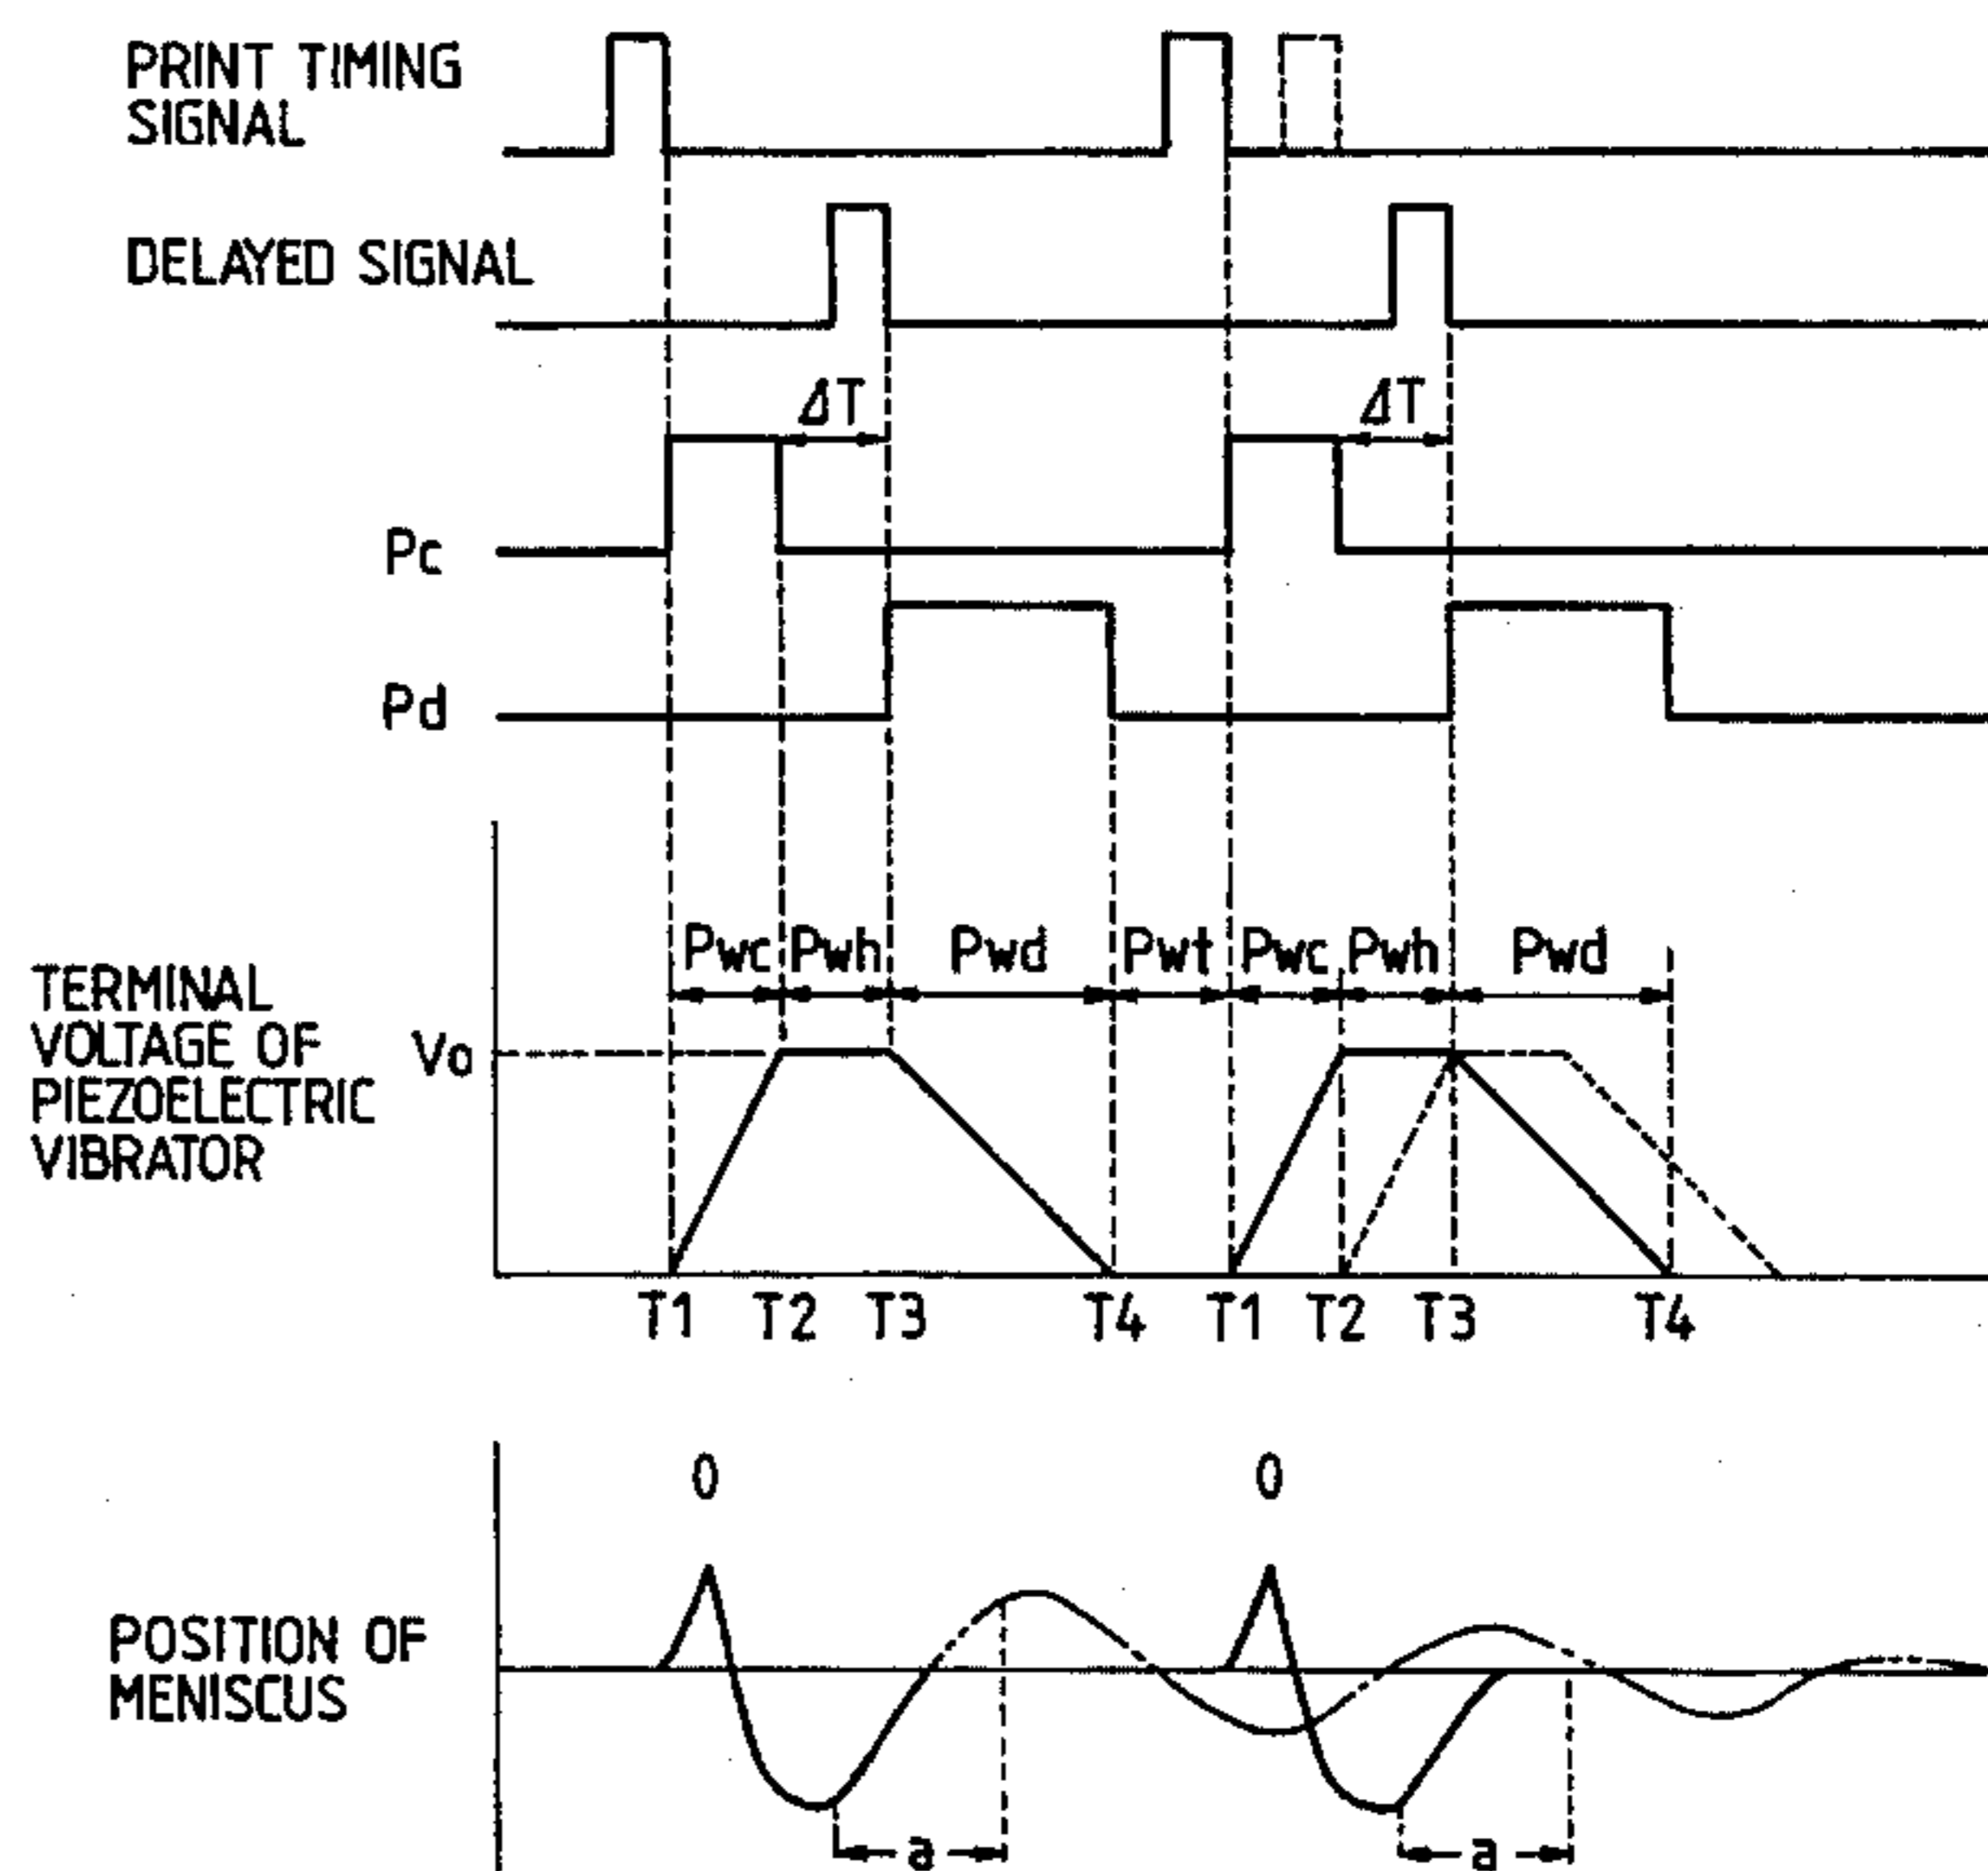 PRINT TIMING
SIGNAL
DELAYED SIGNAL
ΔT ΔT
Pc
Pd
Pwc Pwh Pwd Pwt Pwc Pwh Pwd
TERMINAL
VOLTAGE OF
PIEZOELECTRIC
VIBRATOR
Vo
T1 T2 T3 T4 T1 T2 T3 T4
0 0
POSITION OF
MENISCUS
a a